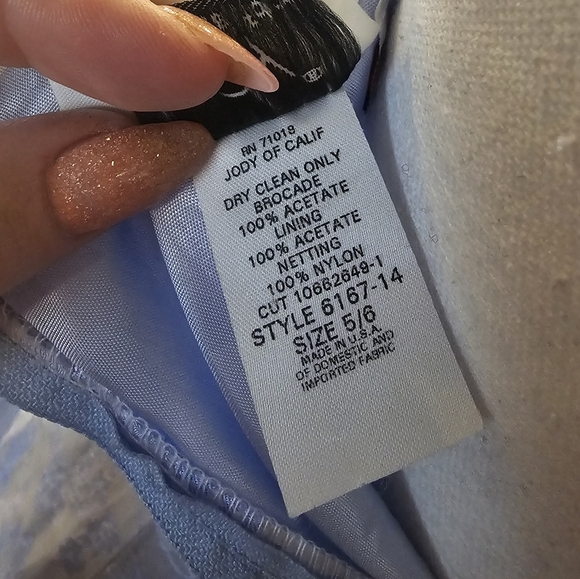 RN 71019
JODY OF CALIF
DRY CLEAN ONLY
BROCADE
100% ACETATE
LINING
100% ACETATE
NETTING
100% NYLON
CUT 10662649-1
STYLE 6167-14
SIZE 5/6
MADE IN U.S.A.
OF DOMESTIC AND
IMPORTED FABRIC